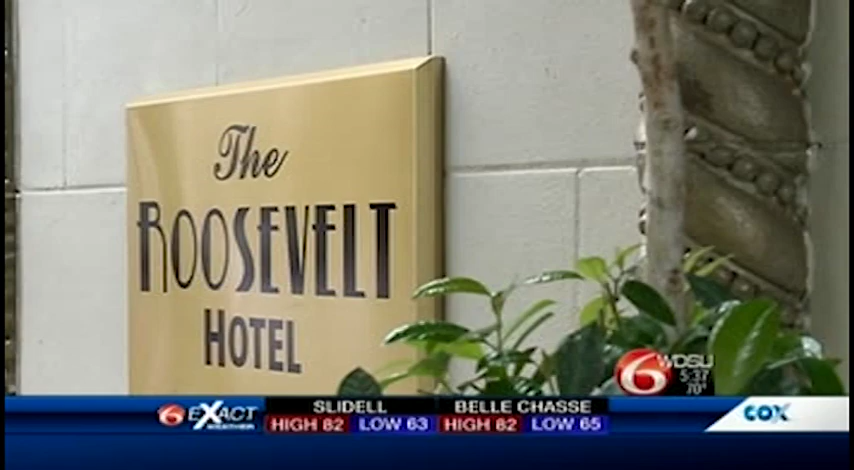 The
ROOSEVELT
HOTEL
6 WDSU
5:37
70°
6 EXACT WEATHER
SLIDELL
HIGH 82 LOW 63
BELLE CHASSE
HIGH 82 LOW 65
COX